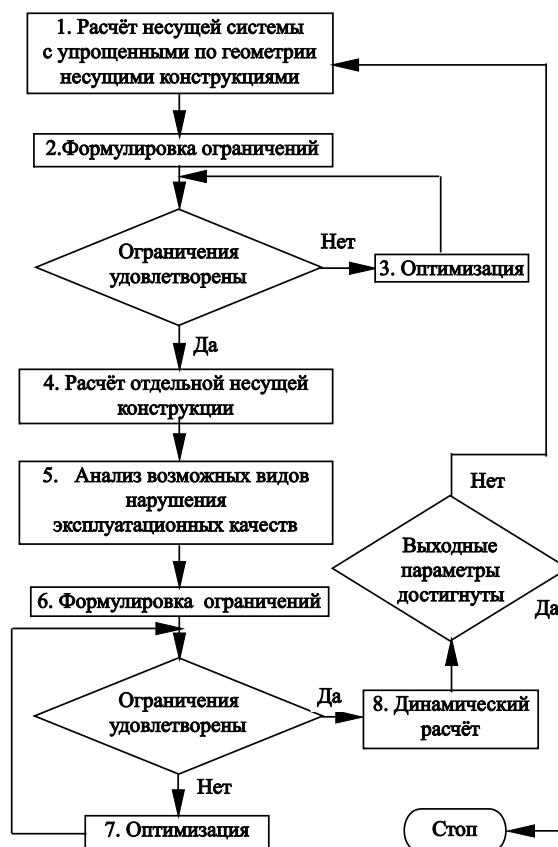 1. Расчёт несущей системы
с упрощенными по геометрии
несущими конструкциями
2.Формулировка ограничений
Ограничения
удовлетворены
Нет
3. Оптимизация
Да
4. Расчёт отдельной несущей
конструкции
5. Анализ возможных видов
нарушения
эксплуатационных качеств
Нет
Выходные
параметры
достигнуты
Да
6. Формулировка ограничений
Ограничения
удовлетворены
Да
8. Динамический
расчёт
Нет
7. Оптимизация
Стоп